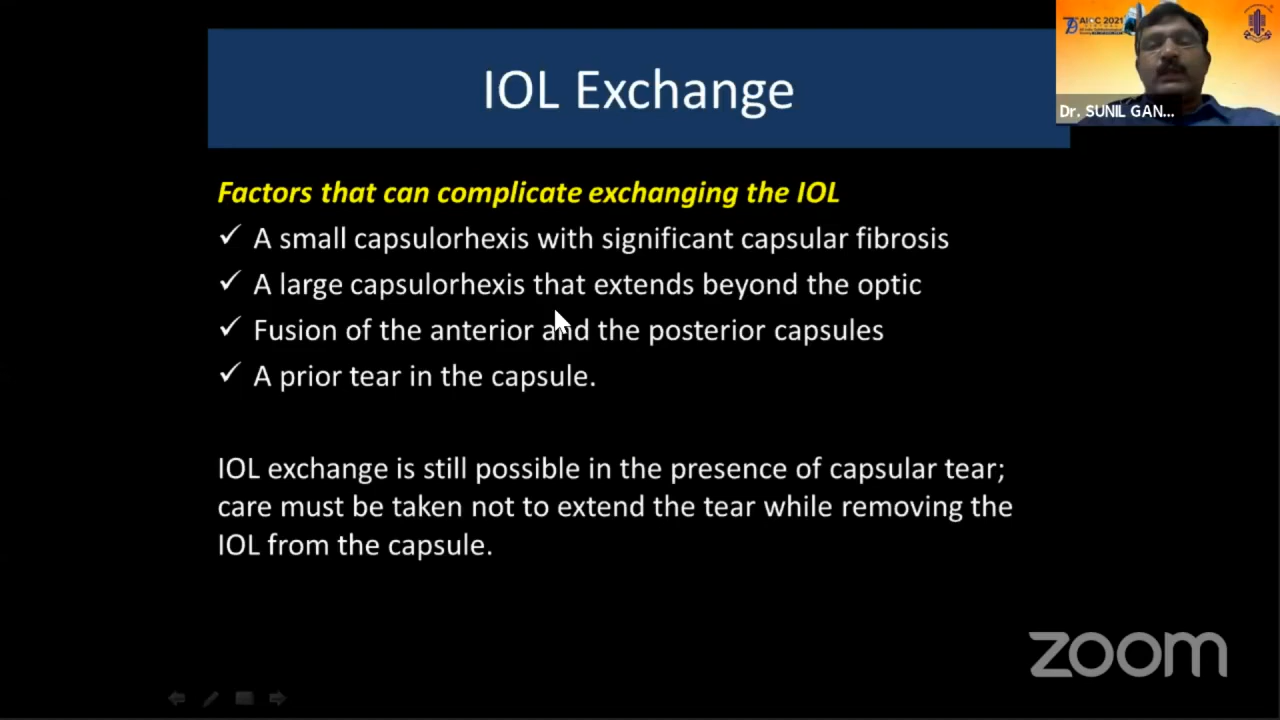 IOL Exchange
AIOC 2021
Dr. SUNIL GAN...
Factors that can complicate exchanging the IOL
✓ A small capsulorhexis with significant capsular fibrosis
✓ A large capsulorhexis that extends beyond the optic
✓ Fusion of the anterior and the posterior capsules
✓ A prior tear in the capsule.
IOL exchange is still possible in the presence of capsular tear;
care must be taken not to extend the tear while removing the
IOL from the capsule.
zoom